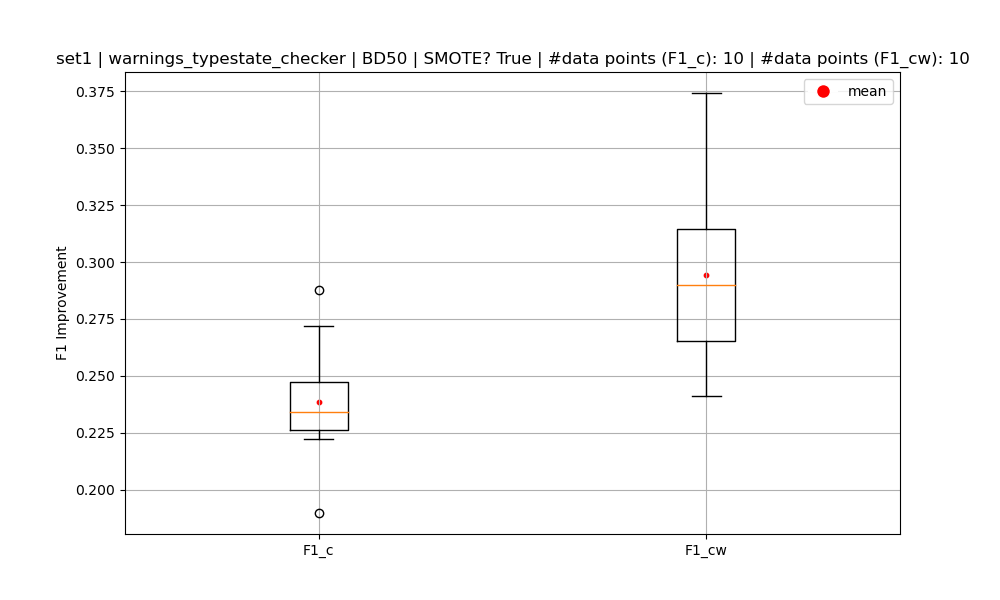 set1 | warnings_typestate_checker | BD50 | SMOTE? True | #data points (F1_c): 10 | #data points (F1_cw): 10
mean
0.375
0.350
0.325
0.300
0.275
0.250
0.225
0.200
F1 Improvement
F1_c
F1_cw